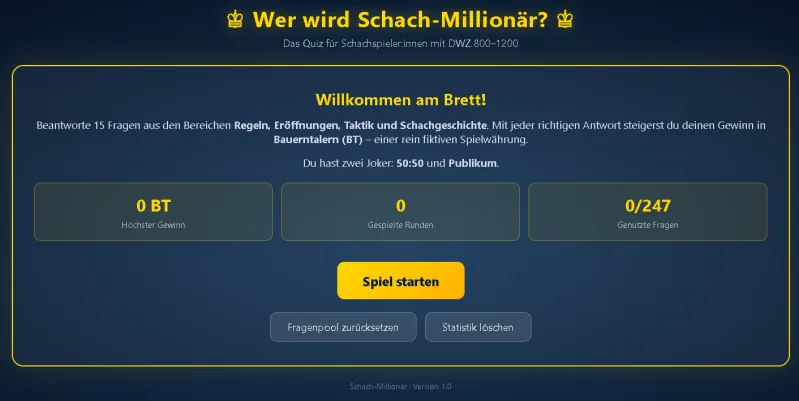 ♔ Wer wird Schach-Millionär? ♔
Das Quiz für Schachspieler:innen mit DWZ 800–1200
Willkommen am Brett!
Beantworte 15 Fragen aus den Bereichen Regeln, Eröffnungen, Taktik und Schachgeschichte. Mit jeder richtigen Antwort steigerst du deinen Gewinn in
Bauerntalern (BT) – einer rein fiktiven Spielwährung.
Du hast zwei Joker: 50:50 und Publikum.
0 BT
Höchster Gewinn
0
Gespielte Runden
0/247
Genutzte Fragen
Spiel starten
Fragenpool zurücksetzen
Statistik löschen
Schach-Millionär · Version 1.0